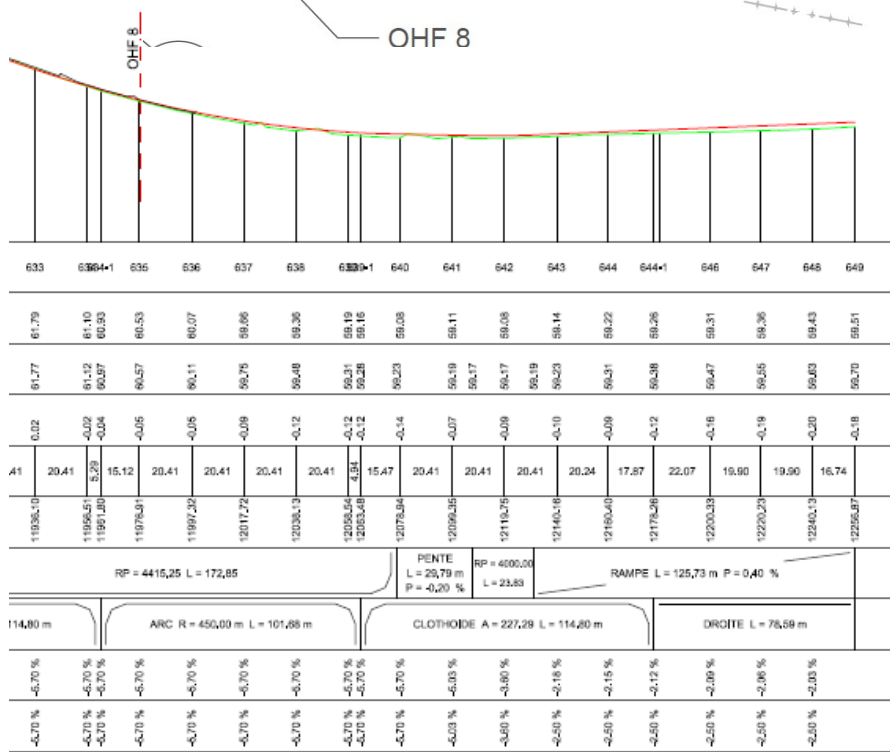 OHF 8
OHF 8
633 634-1 635 636 637 638 639-1 640 641 642 643 644 644-1 646 647 648 649
61.79 61.10 60.93 60.53 60.07 59.66 59.36 59.19 59.16 59.08 59.11 59.08 59.14 59.22 59.26 59.31 59.36 59.43 59.51
61.77 61.12 60.97 60.57 60.11 59.75 59.48 59.31 59.28 59.23 59.19 59.17 59.17 59.19 59.23 59.31 59.38 59.47 59.55 59.63 59.70
0.02 -0.02 -0.04 -0.05 -0.05 -0.09 -0.12 -0.12 -0.12 -0.14 -0.07 -0.09 -0.10 -0.09 -0.12 -0.16 -0.19 -0.20 -0.18
.41 20.41 5.29 15.12 20.41 20.41 20.41 20.41 4.94 15.47 20.41 20.41 20.41 20.24 17.87 22.07 19.90 19.90 16.74
11936.10 11956.51 11961.80 11976.91 11997.32 12017.72 12038.13 12058.54 12063.48 12078.94 12099.35 12119.75 12140.16 12160.40 12178.26 12200.33 12220.23 12240.13 12256.87
RP = 4415,25 L = 172,85
PENTE
L = 29,79 m
P = -0,20 %
RP = 4000.00
L = 23.83
RAMPE L = 125,73 m P = 0,40 %
114.80 m
ARC R = 450.00 m L = 101.68 m
CLOTHOIDE A = 227.29 L = 114.80 m
DROITE L = 78.59 m
-5.70 % -5.70 % -5.70 % -5.70 % -5.70 % -5.70 % -5.70 % -5.70 % -5.70 % -5.70 % -5.03 % -3.60 % -2.18 % -2.15 % -2.12 % -2.09 % -2.06 % -2.03 %
-5.70 % -5.70 % -5.70 % -5.70 % -5.70 % -5.70 % -5.70 % -5.70 % -5.70 % -5.70 % -5.03 % -3.60 % -2.50 % -2.50 % -2.50 % -2.50 % -2.50 % -2.50 %